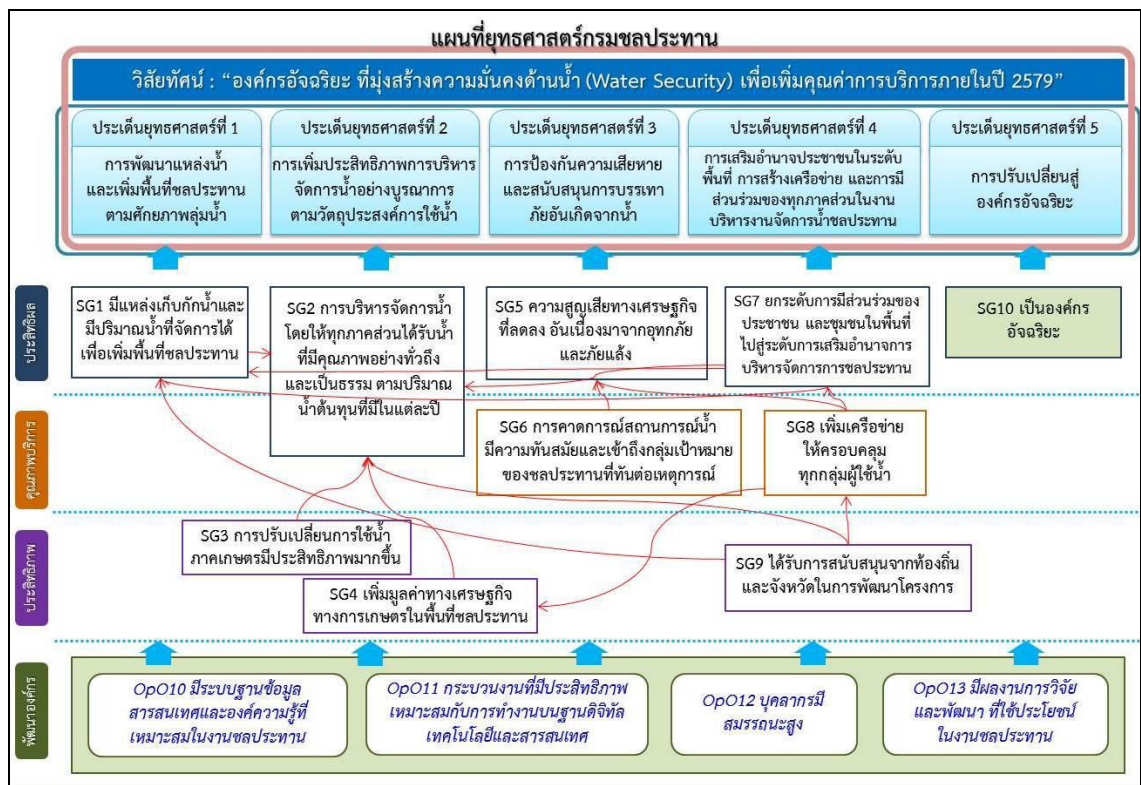 แผนที่ยุทธศาสตร์กรมชลประทาน
วิสัยทัศน์ : “องค์กรอัจฉริยะ ที่มุ่งสร้างความมั่นคงด้านน้ำ (Water Security) เพื่อเพิ่มคุณค่าการบริการภายในปี 2579”
ประเด็นยุทธศาสตร์ที่ 1
การพัฒนาแหล่งน้ำ
และเพิ่มพื้นที่ชลประทาน
ตามศักยภาพลุ่มน้ำ
ประเด็นยุทธศาสตร์ที่ 2
การเพิ่มประสิทธิภาพการบริหาร
จัดการน้ำอย่างบูรณาการ
ตามวัตถุประสงค์การใช้น้ำ
ประเด็นยุทธศาสตร์ที่ 3
การป้องกันความเสียหาย
และสนับสนุนการบรรเทา
ภัยอันเกิดจากน้ำ
ประเด็นยุทธศาสตร์ที่ 4
การเสริมอำนาจประชาชนในระดับ
พื้นที่ การสร้างเครือข่าย และการมี
ส่วนร่วมของทุกภาคส่วนในงาน
บริหารงานจัดการน้ำชลประทาน
ประเด็นยุทธศาสตร์ที่ 5
การปรับเปลี่ยนสู่
องค์กรอัจฉริยะ
ประสิทธิผล
SG1 มีแหล่งเก็บกักน้ำและ
มีปริมาณน้ำที่จัดการได้
เพื่อเพิ่มพื้นที่ชลประทาน
SG2 การบริหารจัดการน้ำ
โดยให้ทุกภาคส่วนได้รับน้ำ
ที่มีคุณภาพอย่างทั่วถึง
และเป็นธรรม ตามปริมาณ
น้ำต้นทุนที่มีในแต่ละปี
SG5 ความสูญเสียทางเศรษฐกิจ
ที่ลดลง อันเนื่องมาจากอุทกภัย
และภัยแล้ง
SG7 ยกระดับการมีส่วนร่วมของ
ประชาชน และชุมชนในพื้นที่
ไปสู่ระดับการเสริมอำนาจการ
บริหารจัดการการชลประทาน
SG10 เป็นองค์กร
อัจฉริยะ
คุณภาพบริการ
SG6 การคาดการณ์สถานการณ์น้ำ
มีความทันสมัยและเข้าถึงกลุ่มเป้าหมาย
ของชลประทานที่ทันต่อเหตุการณ์
SG8 เพิ่มเครือข่าย
ให้ครอบคลุม
ทุกกลุ่มผู้ใช้น้ำ
ประสิทธิภาพ
SG3 การปรับเปลี่ยนการใช้น้ำ
ภาคเกษตรมีประสิทธิภาพมากขึ้น
SG4 เพิ่มมูลค่าทางเศรษฐกิจ
ทางการเกษตรในพื้นที่ชลประทาน
SG9 ได้รับการสนับสนุนจากท้องถิ่น
และจังหวัดในการพัฒนาโครงการ
พัฒนาองค์กร
OpO10 มีระบบฐานข้อมูล
สารสนเทศและองค์ความรู้ที่
เหมาะสมในงานชลประทาน
OpO11 กระบวนงานที่มีประสิทธิภาพ
เหมาะสมกับการทำงานบนฐานดิจิทัล
เทคโนโลยีและสารสนเทศ
OpO12 บุคลากรมี
สมรรถนะสูง
OpO13 มีผลงานการวิจัย
และพัฒนา ที่ใช้ประโยชน์
ในงานชลประทาน